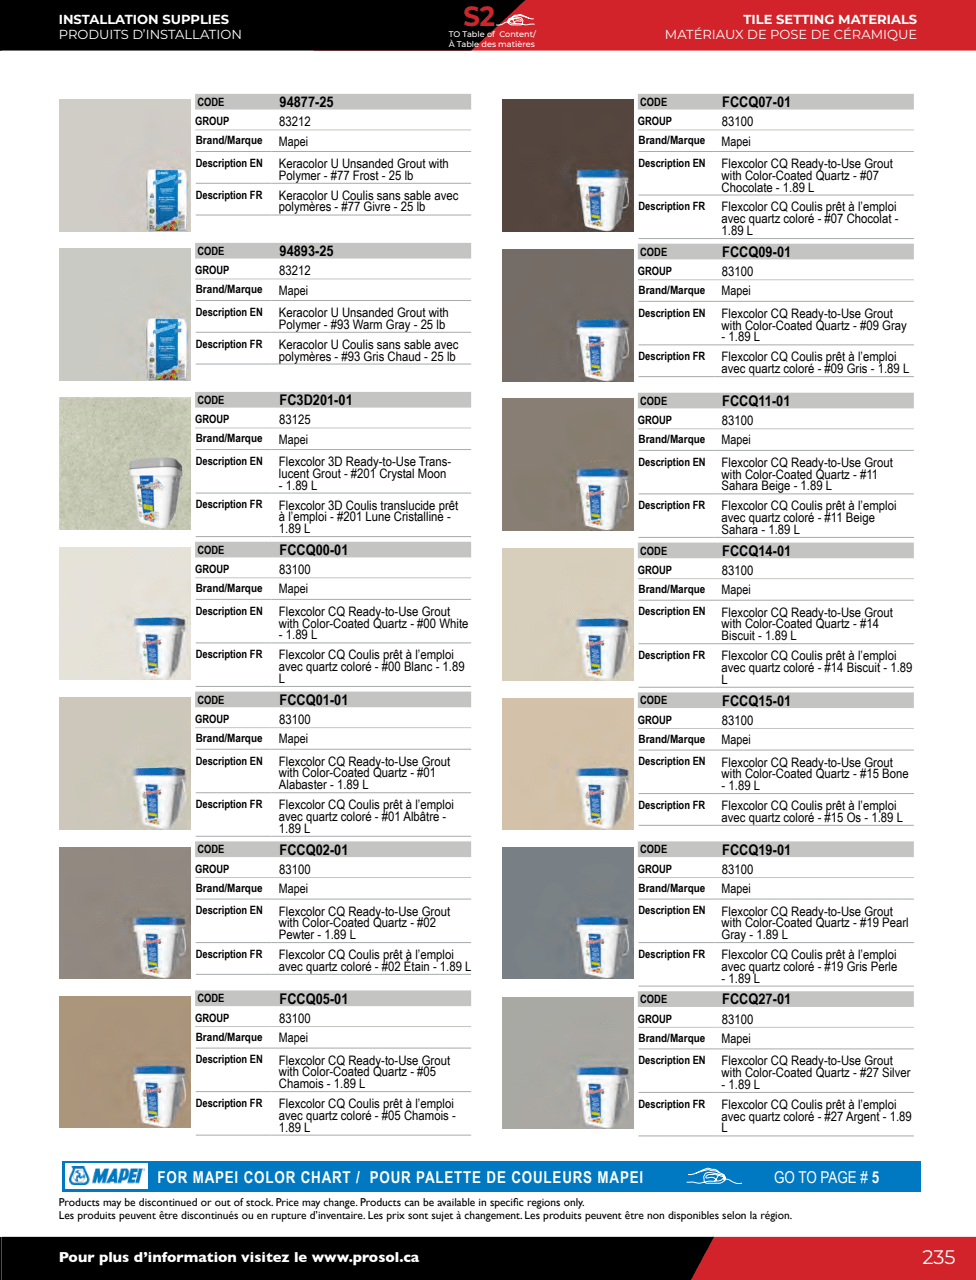 INSTALLATION SUPPLIES
PRODUITS D’INSTALLATION
S2
TO Table of Content/
À Table des matières
TILE SETTING MATERIALS
MATÉRIAUX DE POSE DE CÉRAMIQUE
CODE 94877-25
GROUP 83212
Brand/Marque Mapei
Description EN Keracolor U Unsanded Grout with
Polymer - #77 Frost - 25 lb
Description FR Keracolor U Coulis sans sable avec
polymères - #77 Givre - 25 lb
CODE 94893-25
GROUP 83212
Brand/Marque Mapei
Description EN Keracolor U Unsanded Grout with
Polymer - #93 Warm Gray - 25 lb
Description FR Keracolor U Coulis sans sable avec
polymères - #93 Gris Chaud - 25 lb
CODE FC3D201-01
GROUP 83125
Brand/Marque Mapei
Description EN Flexcolor 3D Ready-to-Use Trans-
lucent Grout - #201 Crystal Moon
- 1.89 L
Description FR Flexcolor 3D Coulis translucide prêt
à l’emploi - #201 Lune Cristalline -
1.89 L
CODE FCCQ00-01
GROUP 83100
Brand/Marque Mapei
Description EN Flexcolor CQ Ready-to-Use Grout
with Color-Coated Quartz - #00 White
- 1.89 L
Description FR Flexcolor CQ Coulis prêt à l’emploi
avec quartz coloré - #00 Blanc - 1.89
L
CODE FCCQ01-01
GROUP 83100
Brand/Marque Mapei
Description EN Flexcolor CQ Ready-to-Use Grout
with Color-Coated Quartz - #01
Alabaster - 1.89 L
Description FR Flexcolor CQ Coulis prêt à l’emploi
avec quartz coloré - #01 Albâtre -
1.89 L
CODE FCCQ02-01
GROUP 83100
Brand/Marque Mapei
Description EN Flexcolor CQ Ready-to-Use Grout
with Color-Coated Quartz - #02
Pewter - 1.89 L
Description FR Flexcolor CQ Coulis prêt à l’emploi
avec quartz coloré - #02 Étain - 1.89 L
CODE FCCQ05-01
GROUP 83100
Brand/Marque Mapei
Description EN Flexcolor CQ Ready-to-Use Grout
with Color-Coated Quartz - #05
Chamois - 1.89 L
Description FR Flexcolor CQ Coulis prêt à l’emploi
avec quartz coloré - #05 Chamois -
1.89 L
CODE FCCQ07-01
GROUP 83100
Brand/Marque Mapei
Description EN Flexcolor CQ Ready-to-Use Grout
with Color-Coated Quartz - #07
Chocolate - 1.89 L
Description FR Flexcolor CQ Coulis prêt à l’emploi
avec quartz coloré - #07 Chocolat -
1.89 L
CODE FCCQ09-01
GROUP 83100
Brand/Marque Mapei
Description EN Flexcolor CQ Ready-to-Use Grout
with Color-Coated Quartz - #09 Gray
- 1.89 L
Description FR Flexcolor CQ Coulis prêt à l’emploi
avec quartz coloré - #09 Gris - 1.89 L
CODE FCCQ11-01
GROUP 83100
Brand/Marque Mapei
Description EN Flexcolor CQ Ready-to-Use Grout
with Color-Coated Quartz - #11
Sahara Beige - 1.89 L
Description FR Flexcolor CQ Coulis prêt à l’emploi
avec quartz coloré - #11 Beige
Sahara - 1.89 L
CODE FCCQ14-01
GROUP 83100
Brand/Marque Mapei
Description EN Flexcolor CQ Ready-to-Use Grout
with Color-Coated Quartz - #14
Biscuit - 1.89 L
Description FR Flexcolor CQ Coulis prêt à l’emploi
avec quartz coloré - #14 Biscuit - 1.89
L
CODE FCCQ15-01
GROUP 83100
Brand/Marque Mapei
Description EN Flexcolor CQ Ready-to-Use Grout
with Color-Coated Quartz - #15 Bone
- 1.89 L
Description FR Flexcolor CQ Coulis prêt à l’emploi
avec quartz coloré - #15 Os - 1.89 L
CODE FCCQ19-01
GROUP 83100
Brand/Marque Mapei
Description EN Flexcolor CQ Ready-to-Use Grout
with Color-Coated Quartz - #19 Pearl
Gray - 1.89 L
Description FR Flexcolor CQ Coulis prêt à l’emploi
avec quartz coloré - #19 Gris Perle
- 1.89 L
CODE FCCQ27-01
GROUP 83100
Brand/Marque Mapei
Description EN Flexcolor CQ Ready-to-Use Grout
with Color-Coated Quartz - #27 Silver
- 1.89 L
Description FR Flexcolor CQ Coulis prêt à l’emploi
avec quartz coloré - #27 Argent - 1.89
L
MAPEI FOR MAPEI COLOR CHART / POUR PALETTE DE COULEURS MAPEI GO TO PAGE # 5
Products may be discontinued or out of stock. Price may change. Products can be available in specific regions only.
Les produits peuvent être discontinués ou en rupture d’inventaire. Les prix sont sujet à changement. Les produits peuvent être non disponibles selon la région.
Pour plus d’information visitez le www.prosol.ca
235